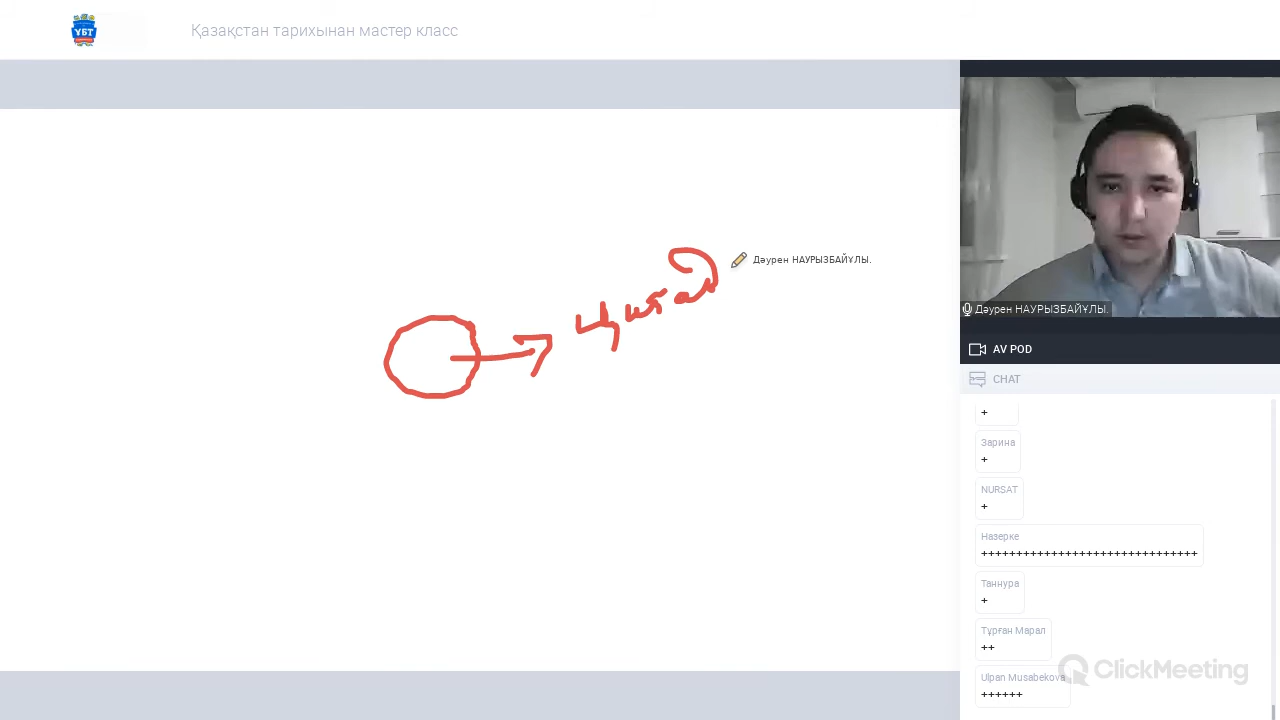 ҰБТ
Қазақстан тарихынан мастер класс
Дәурен НАУРЫЗБАЙҰЛЫ.
Дәурен НАУРЫЗБАЙҰЛЫ.
AV POD
CHAT
+
Зарина
+
NURSAT
+
Назерке
+++++++++++++++++++++++++++++++
Таннура
+
Тұрған Марал
++
Ulpan Musabekova
++++++
ClickMeeting